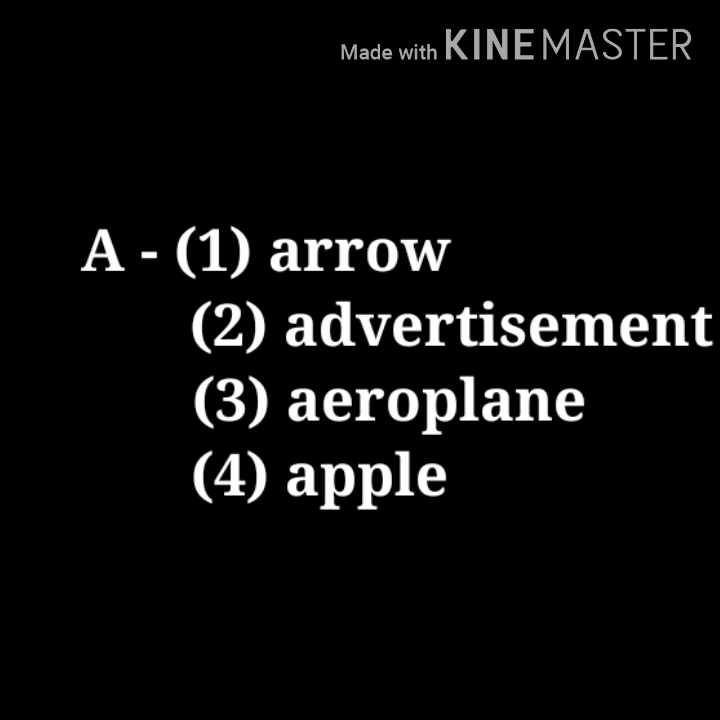 Made with KINEMASTER
A - (1) arrow
(2) advertisement
(3) aeroplane
(4) apple